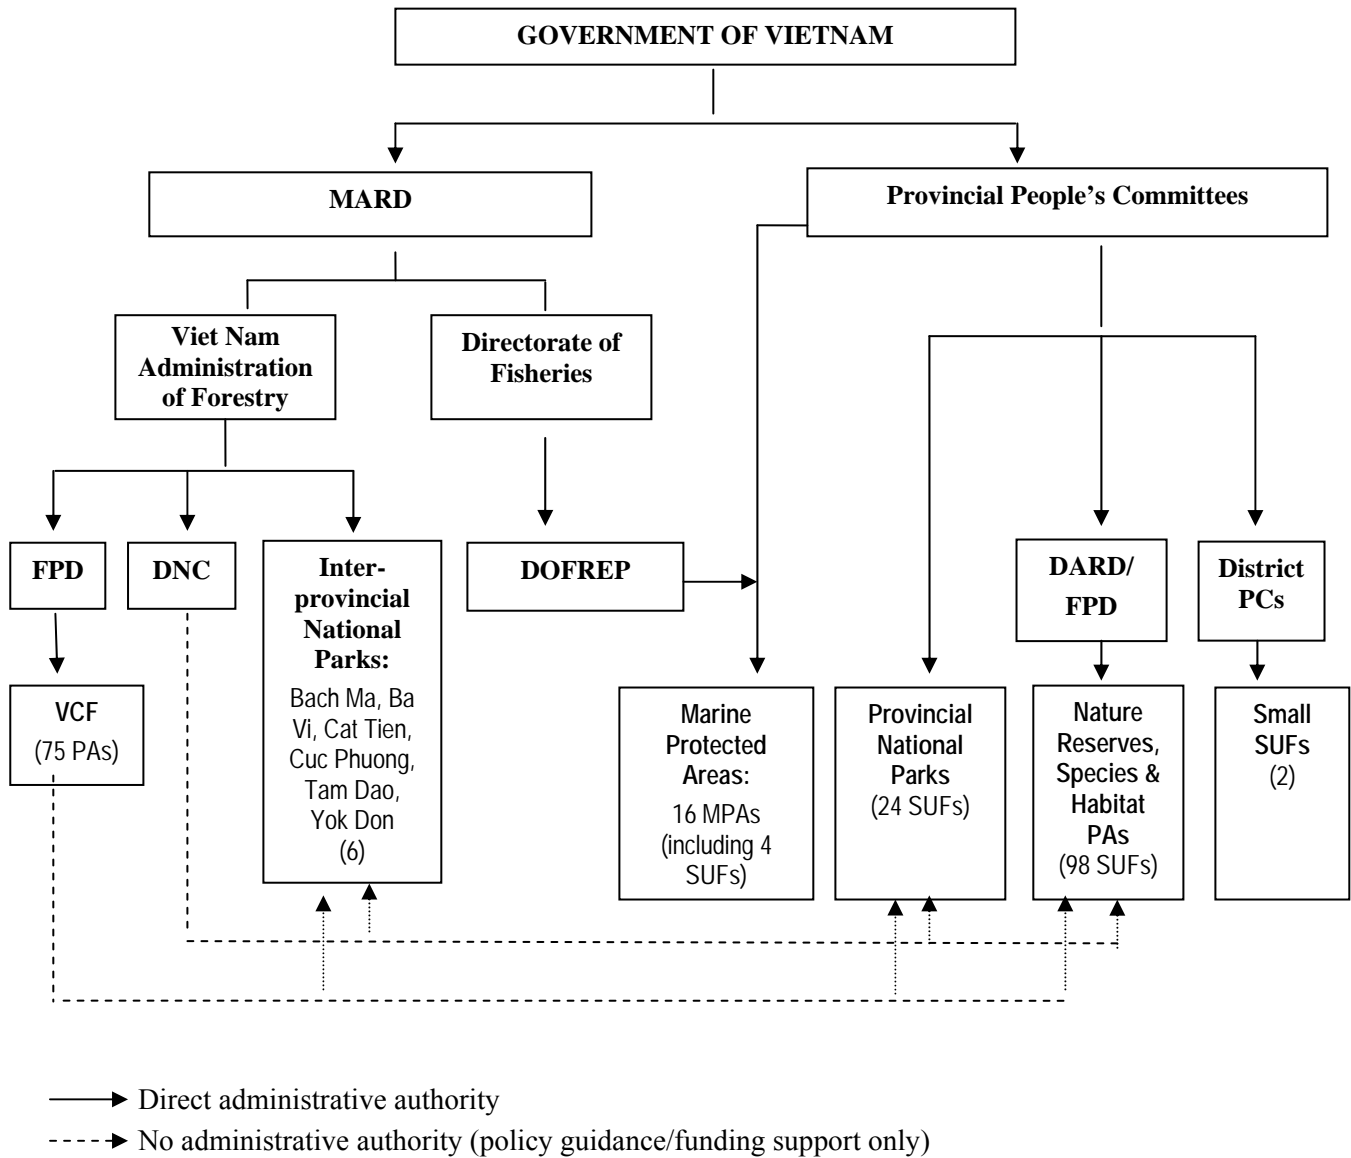 GOVERNMENT OF VIETNAM
MARD
Provincial People's Committees
Viet Nam
Administration
of Forestry
Directorate of
Fisheries
FPD
DNC
Inter-
provincial
National
Parks:
Bach Ma, Ba
Vi, Cat Tien,
Cuc Phuong,
Tam Dao,
Yok Don
(6)
DOFREP
DARD/
FPD
District
PCs
VCF
(75 PAs)
Marine
Protected
Areas:
16 MPAs
(including 4
SUFs)
Provincial
National
Parks
(24 SUFs)
Nature
Reserves,
Species &
Habitat
PAs
(98 SUFs)
Small
SUFs
(2)
Direct administrative authority
No administrative authority (policy guidance/funding support only)